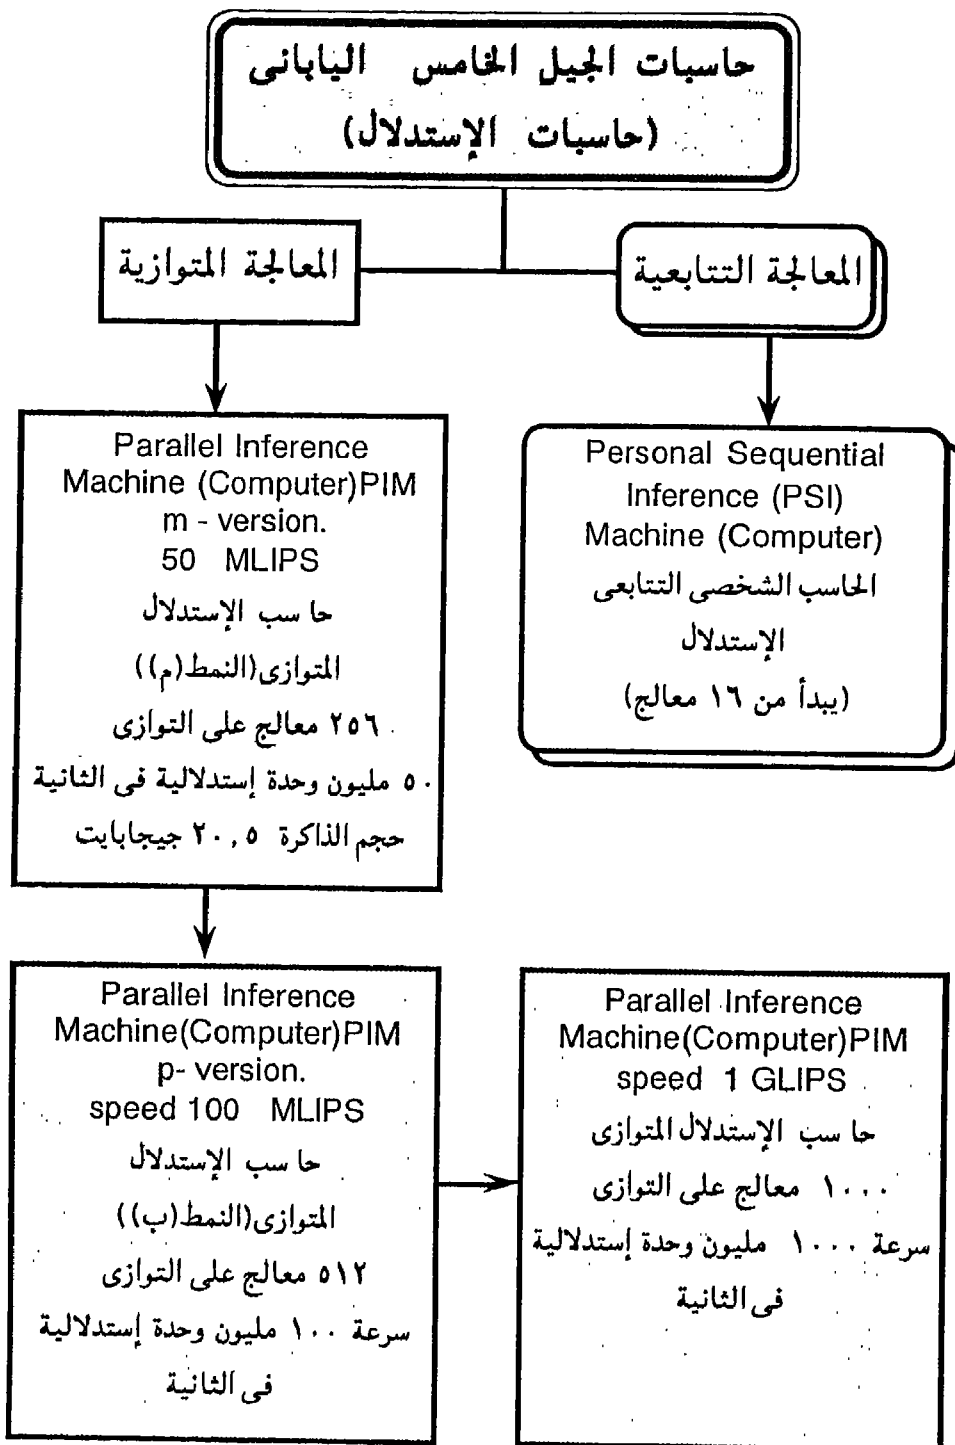 حاسبات الجيل الخامس اليابانى
(حاسبات الإستدلال)
المعالجة التتابعية
المعالجة المتوازية
Personal Sequential
Inference (PSI)
Machine (Computer)
الحاسب الشخصى التتابعى
الإستدلال
(يبدأ من ١٦ معالج)
Parallel Inference
Machine (Computer)PIM
m - version.
50 MLIPS
حا سب الإستدلال
المتوازى(النمط(م))
٢٥٦ معالج على التوازى
٥٠ مليون وحدة إستدلالية فى الثانية
حجم الذاكرة ٢٠,٥ جيجابايت
Parallel Inference
Machine(Computer)PIM
p- version.
speed 100 MLIPS
حا سب الإستدلال
المتوازى(النمط(ب))
٥١٢ معالج على التوازى
سرعة ١٠٠ مليون وحدة إستدلالية
فى الثانية
Parallel Inference
Machine(Computer)PIM
speed 1 GLIPS
حا سب الإستدلال المتوازى
١٠٠٠ معالج على التوازى
سرعة ١٠٠٠ مليون وحدة إستدلالية
فى الثانية